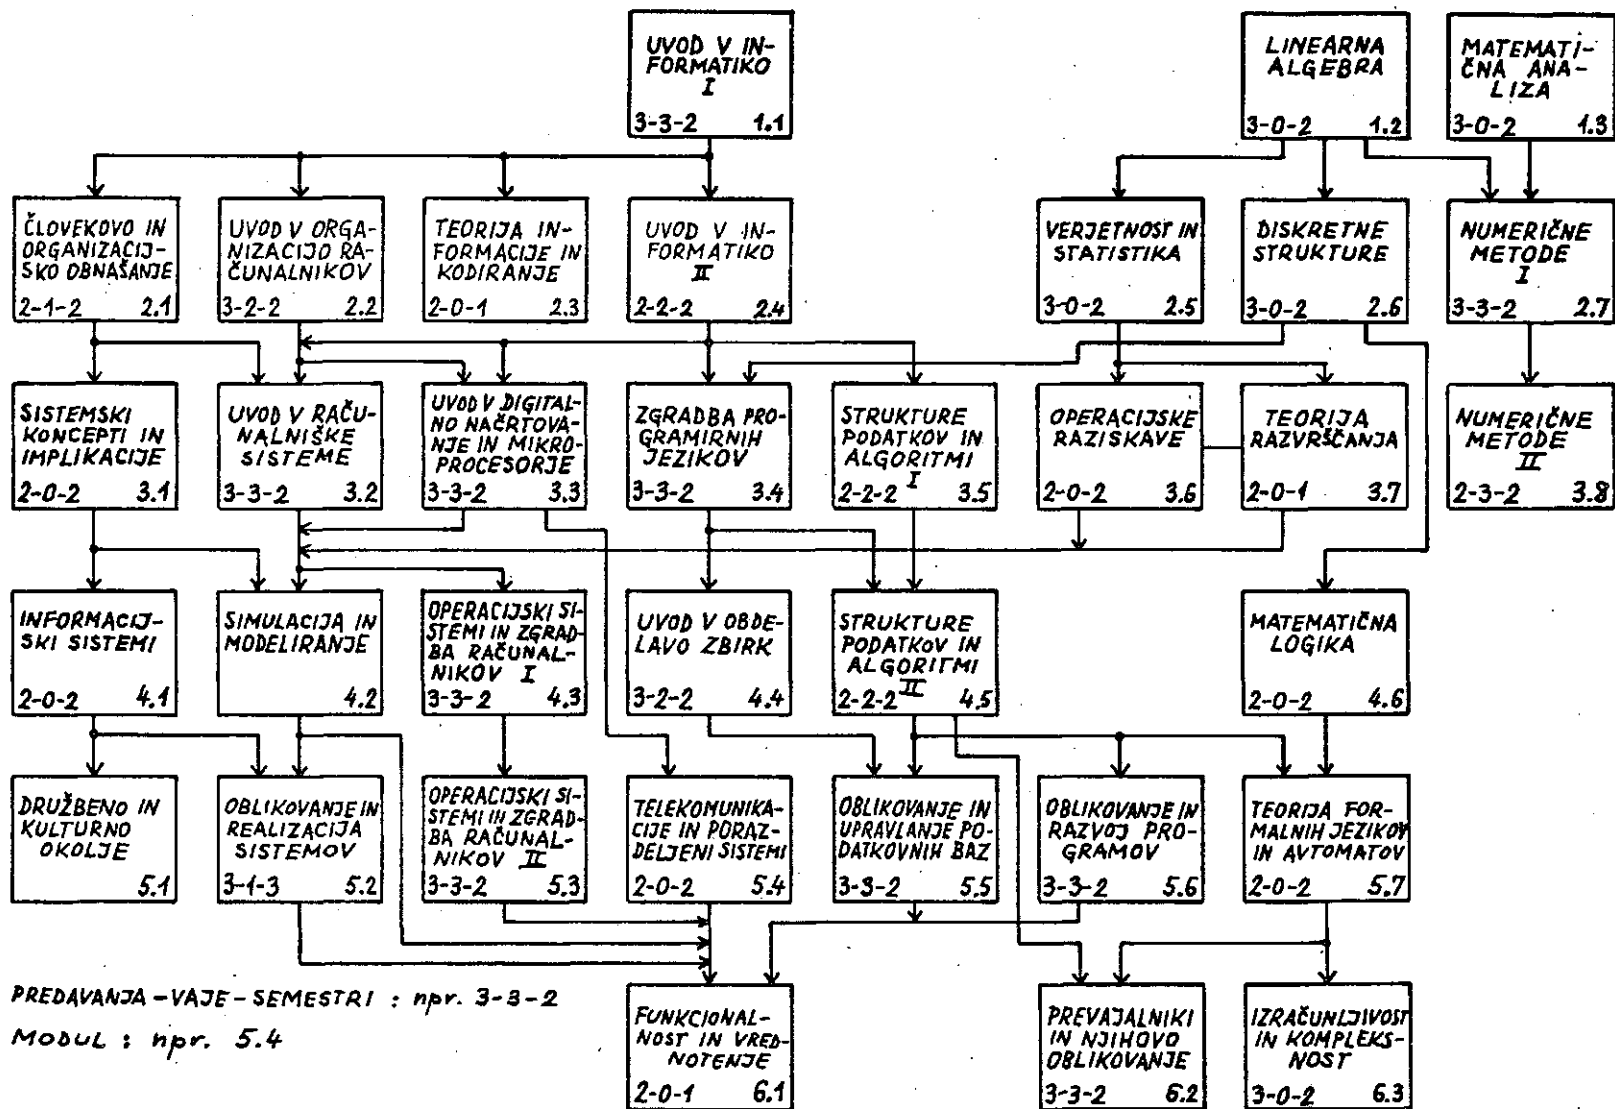 UVOD V IN-
FORMATIKO
I
3-3-2 1.1
LINEARNA
ALGEBRA
3-0-2 1.2
MATEMATI-
ČNA ANA-
LIZA
3-0-2 1.3
ČLOVEKOVO IN
ORGANIZACIJ-
SKO OBNAŠANJE
2-1-2 2.1
UVOD V ORGA-
NIZACIJO RA-
ČUNALNIKOV
3-2-2 2.2
TEORIJA IN-
FORMACIJE IN
KODIRANJE
2-0-1 2.3
UVOD V IN-
FORMATIKO
II
2-2-2 2.4
VERJETNOST IN
STATISTIKA
3-0-2 2.5
DISKRETNE
STRUKTURE
3-0-2 2.6
NUMERIČNE
METODE
I
3-3-2 2.7
SISTEMSKI
KONCEPTI IN
IMPLIKACIJE
2-0-2 3.1
UVOD V RAČU-
NALNIŠKE
SISTEME
3-3-2 3.2
UVOD V DIGITAL-
NO NAČRTOVA-
NJE IN MIKRO-
PROCESORJE
3-3-2 3.3
ZGRADBA PRO-
GRAMIRNIH
JEZIKOV
3-3-2 3.4
STRUKTURE
PODATKOV IN
ALGORITMI
I
2-2-2 3.5
OPERACIJSKE
RAZISKAVE
2-0-2 3.6
TEORIJA
RAZVRŠČANJA
2-0-1 3.7
NUMERIČNE
METODE
II
2-3-2 3.8
INFORMACIJ-
SKI SISTEMI
2-0-2 4.1
SIMULACIJA IN
MODELIRANJE
4.2
OPERACIJSKI SI-
STEMI IN ZGRAD-
BA RAČUNAL-
NIKOV I
3-3-2 4.3
UVOD V OBDE-
LAVO ZBIRK
3-2-2 4.4
STRUKTURE
PODATKOV IN
ALGORITMI
II
2-2-2 4.5
MATEMATIČNA
LOGIKA
2-0-2 4.6
DRUŽBENO IN
KULTURNO
OKOLJE
5.1
OBLIKOVANJE IN
REALIZACIJA
SISTEMOV
3-1-3 5.2
OPERACIJSKI SI-
STEMI IN ZGRAD-
BA RAČUNAL-
NIKOV II
3-3-2 5.3
TELEKOMUNIKA-
CIJE IN PORAZ-
DELJENI SISTEMI
2-0-2 5.4
OBLIKOVANJE IN
UPRAVLANJE PO-
DATKOVNIH BAZ
3-3-2 5.5
OBLIKOVANJE IN
RAZVOJ PRO-
GRAMOV
3-3-2 5.6
TEORIJA FOR-
MALNIH JEZIKOV
IN AVTOMATOV
2-0-2 5.7
PREDAVANJA-VAJE-SEMESTRI : npr. 3-3-2
MODUL : npr. 5.4
FUNKCIONAL-
NOST IN VRED-
NOTENJE
2-0-1 6.1
PREVAJALNIKI
IN NJIHOVO
OBLIKOVANJE
3-3-2 6.2
IZRAČUNLJIVOST
IN KOMPLEKS-
NOST
3-0-2 6.3